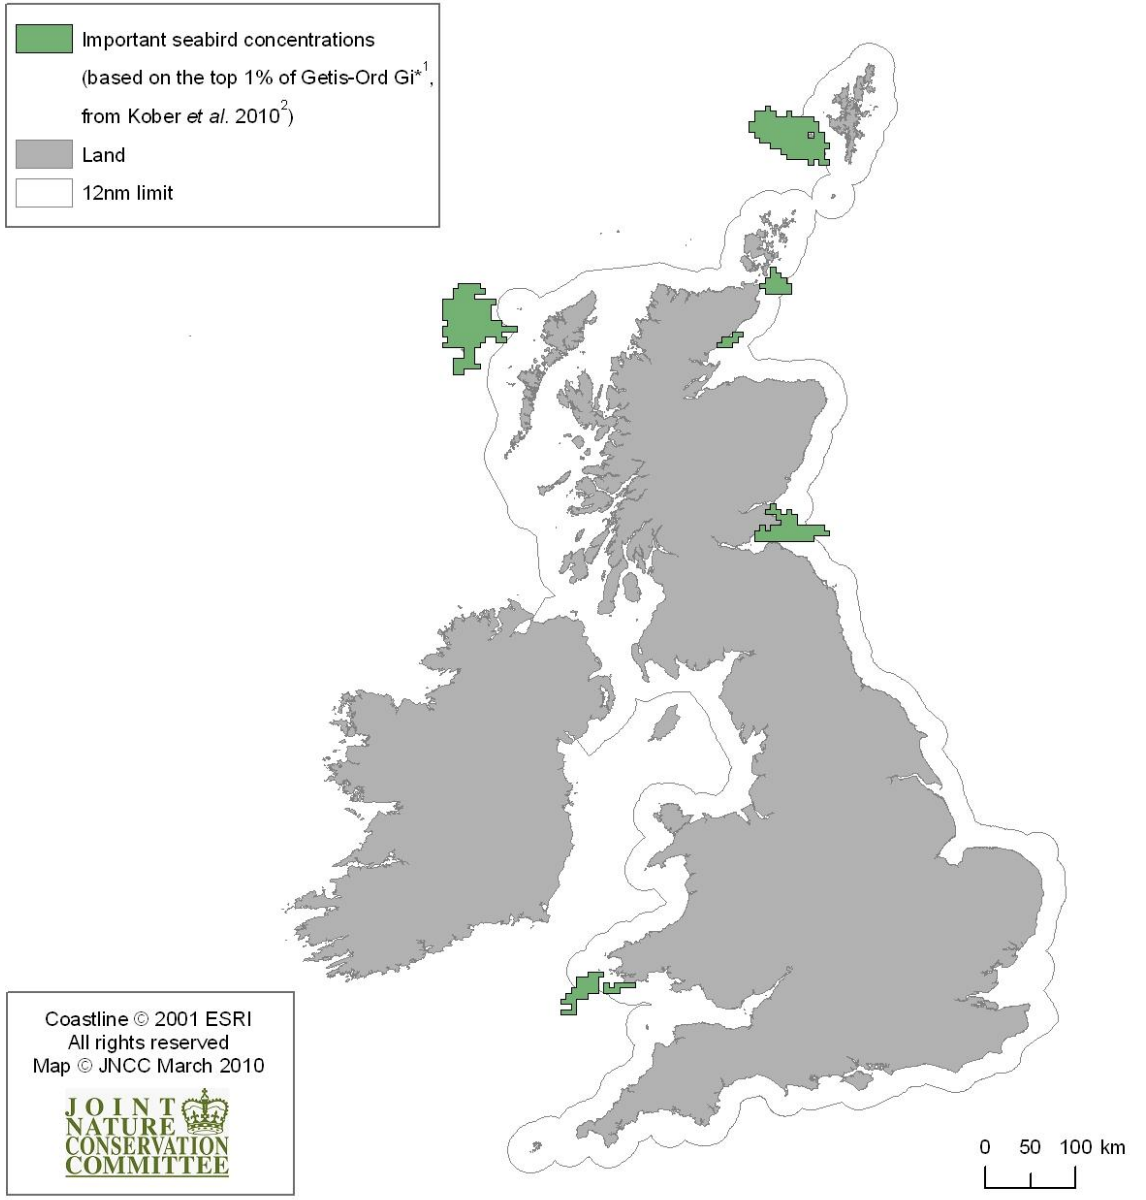 Important seabird concentrations
(based on the top 1% of Getis-Ord Gi*1,
from Kober et al. 20102)
Land
12nm limit
Coastline © 2001 ESRI
All rights reserved
Map © JNCC March 2010
JOINT
NATURE
CONSERVATION
COMMITTEE
0 50 100 km